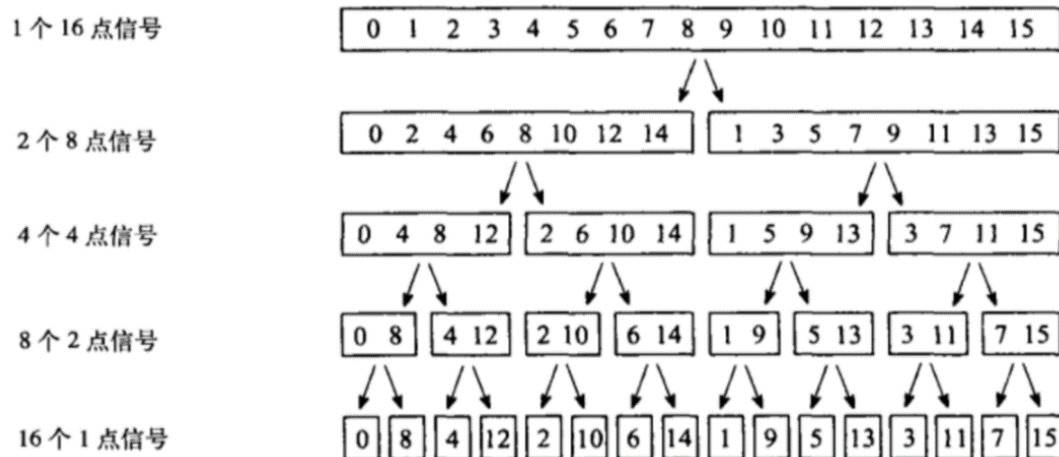 1 个 16 点信号 0 1 2 3 4 5 6 7 8 9 10 11 12 13 14 15
2 个 8 点信号 0 2 4 6 8 10 12 14 1 3 5 7 9 11 13 15
4 个 4 点信号 0 4 8 12 2 6 10 14 1 5 9 13 3 7 11 15
8 个 2 点信号 0 8 4 12 2 10 6 14 1 9 5 13 3 11 7 15
16 个 1 点信号 0 8 4 12 2 10 6 14 1 9 5 13 3 11 7 15